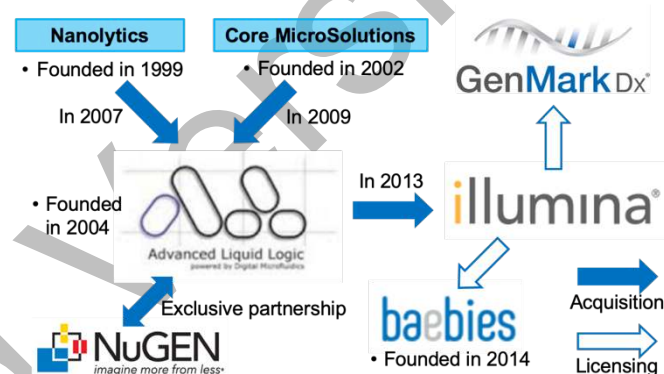 Nanolytics
• Founded in 1999
Core MicroSolutions
• Founded in 2002
GenMark Dx®
In 2007
In 2009
• Founded
in 2004
Advanced Liquid Logic
powered by Digital Microfluidics
In 2013
illumına®
Exclusive partnership
NuGEN
imagine more from less
baebies
• Founded in 2014
Acquisition
Licensing